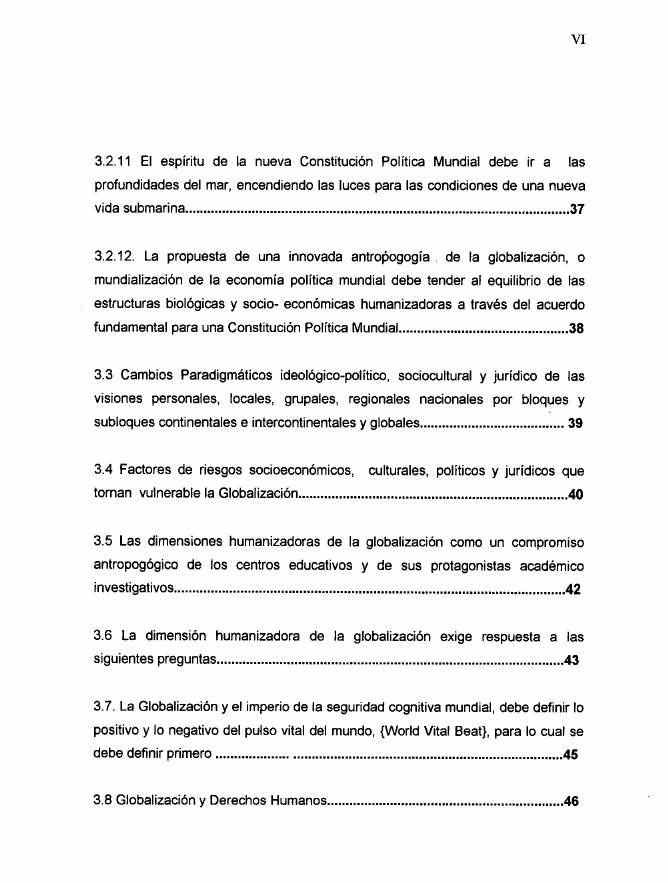 VI
3.2.11 El espíritu de la nueva Constitución Política Mundial debe ir a las
profundidades del mar, encendiendo las luces para las condiciones de una nueva
vida submarina........................................................................................................37
3.2.12. La propuesta de una innovada antropogogía . de la globalización, o
mundialización de la economía política mundial debe tender al equilibrio de las
estructuras biológicas y socio- económicas humanizadoras a través del acuerdo
fundamental para una Constitución Política Mundial..............................................38
3.3 Cambios Paradigmáticos ideológico-político, sociocultural y jurídico de las
visiones personales, locales, grupales, regionales nacionales por bloques y
subloques continentales e intercontinentales y globales....................................... 39
3.4 Factores de riesgos socioeconómicos, culturales, políticos y jurídicos que
tornan vulnerable la Globalización.........................................................................40
3.5 Las dimensiones humanizadoras de la globalización como un compromiso
antropogógico de los centros educativos y de sus protagonistas académico
investigativos..........................................................................................................42
3.6 La dimensión humanizadora de la globalización exige respuesta a las
siguientes preguntas..............................................................................................43
3.7. La Globalización y el imperio de la seguridad cognitiva mundial, debe definir lo
positivo y lo negativo del pulso vital del mundo, {World Vital Beat}, para lo cual se
debe definir primero .................... .........................................................................45
3.8 Globalización y Derechos Humanos................................................................46